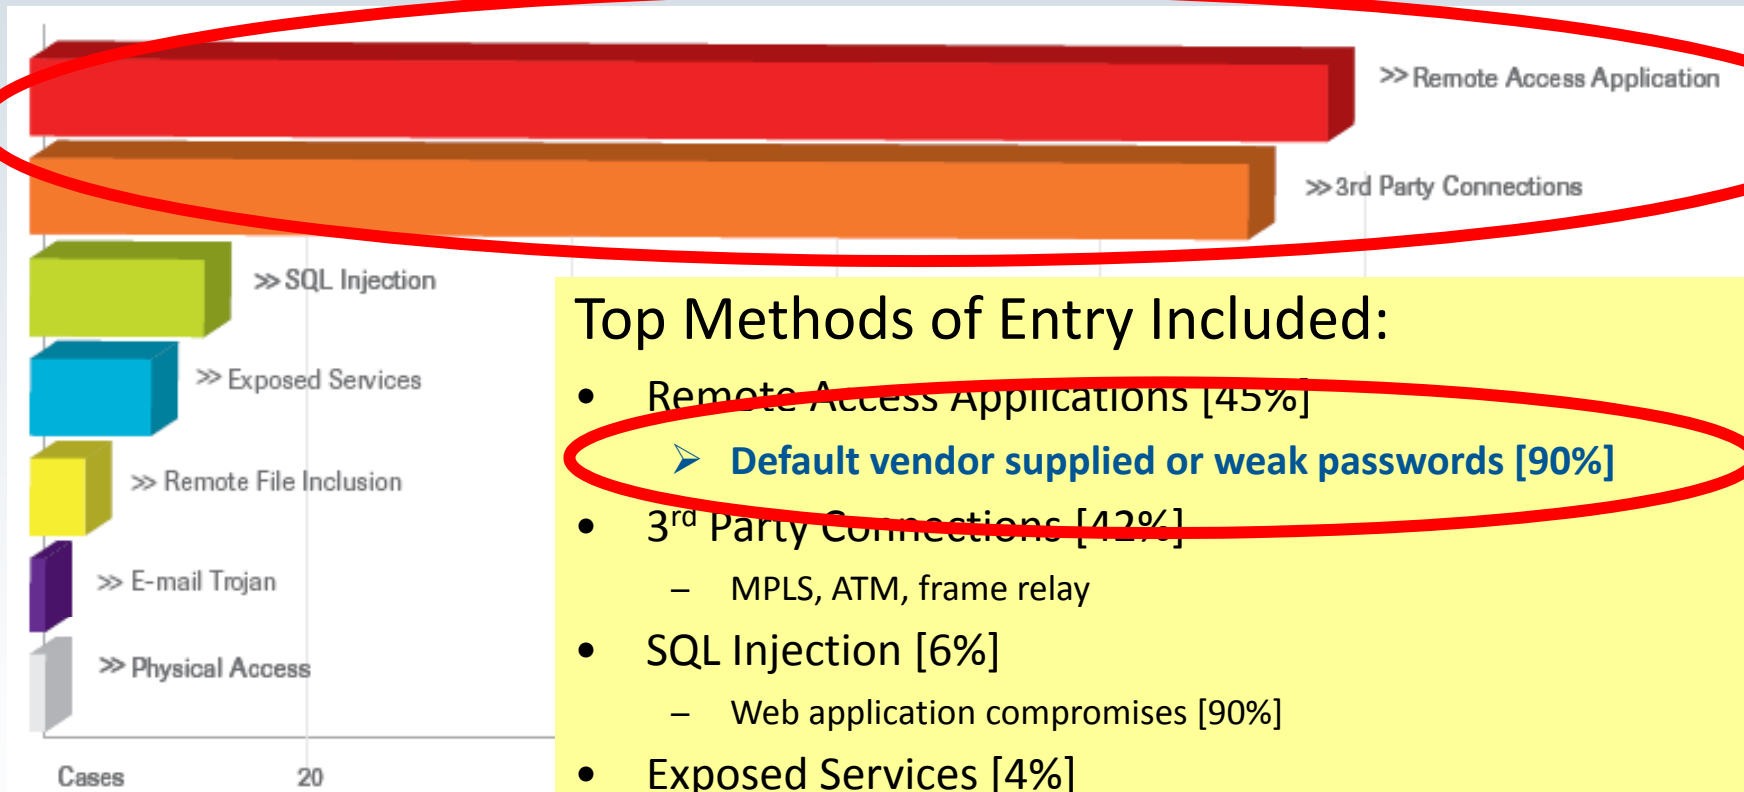 >> Remote Access Application
>> 3rd Party Connections
>> SQL Injection
>> Exposed Services
>> Remote File Inclusion
>> E-mail Trojan
>> Physical Access
Cases 20
Top Methods of Entry Included:
• Remote Access Applications [45%]
➢ Default vendor supplied or weak passwords [90%]
• 3rd Party Connections [42%]
– MPLS, ATM, frame relay
• SQL Injection [6%]
– Web application compromises [90%]
• Exposed Services [4%]